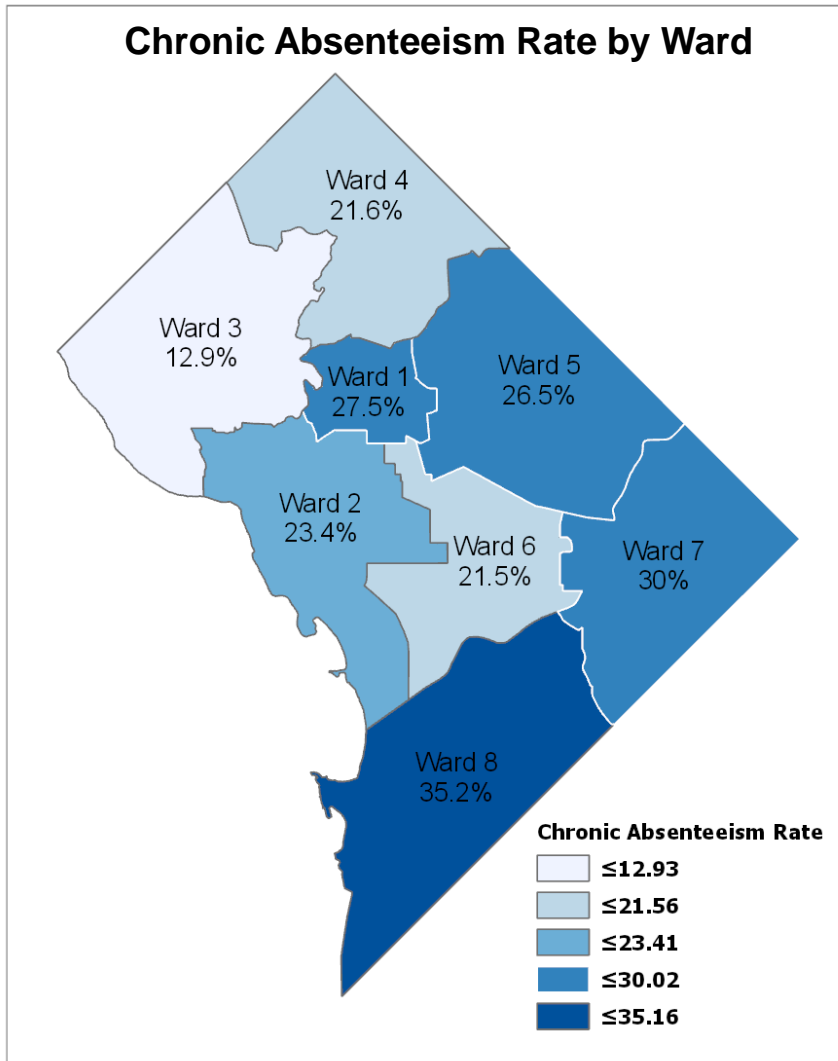 Chronic Absenteeism Rate by Ward
Ward 4
21.6%
Ward 3
12.9%
Ward 1
27.5%
Ward 5
26.5%
Ward 2
23.4%
Ward 6
21.5%
Ward 7
30%
Ward 8
35.2%
Chronic Absenteeism Rate
≤12.93
≤21.56
≤23.41
≤30.02
≤35.16